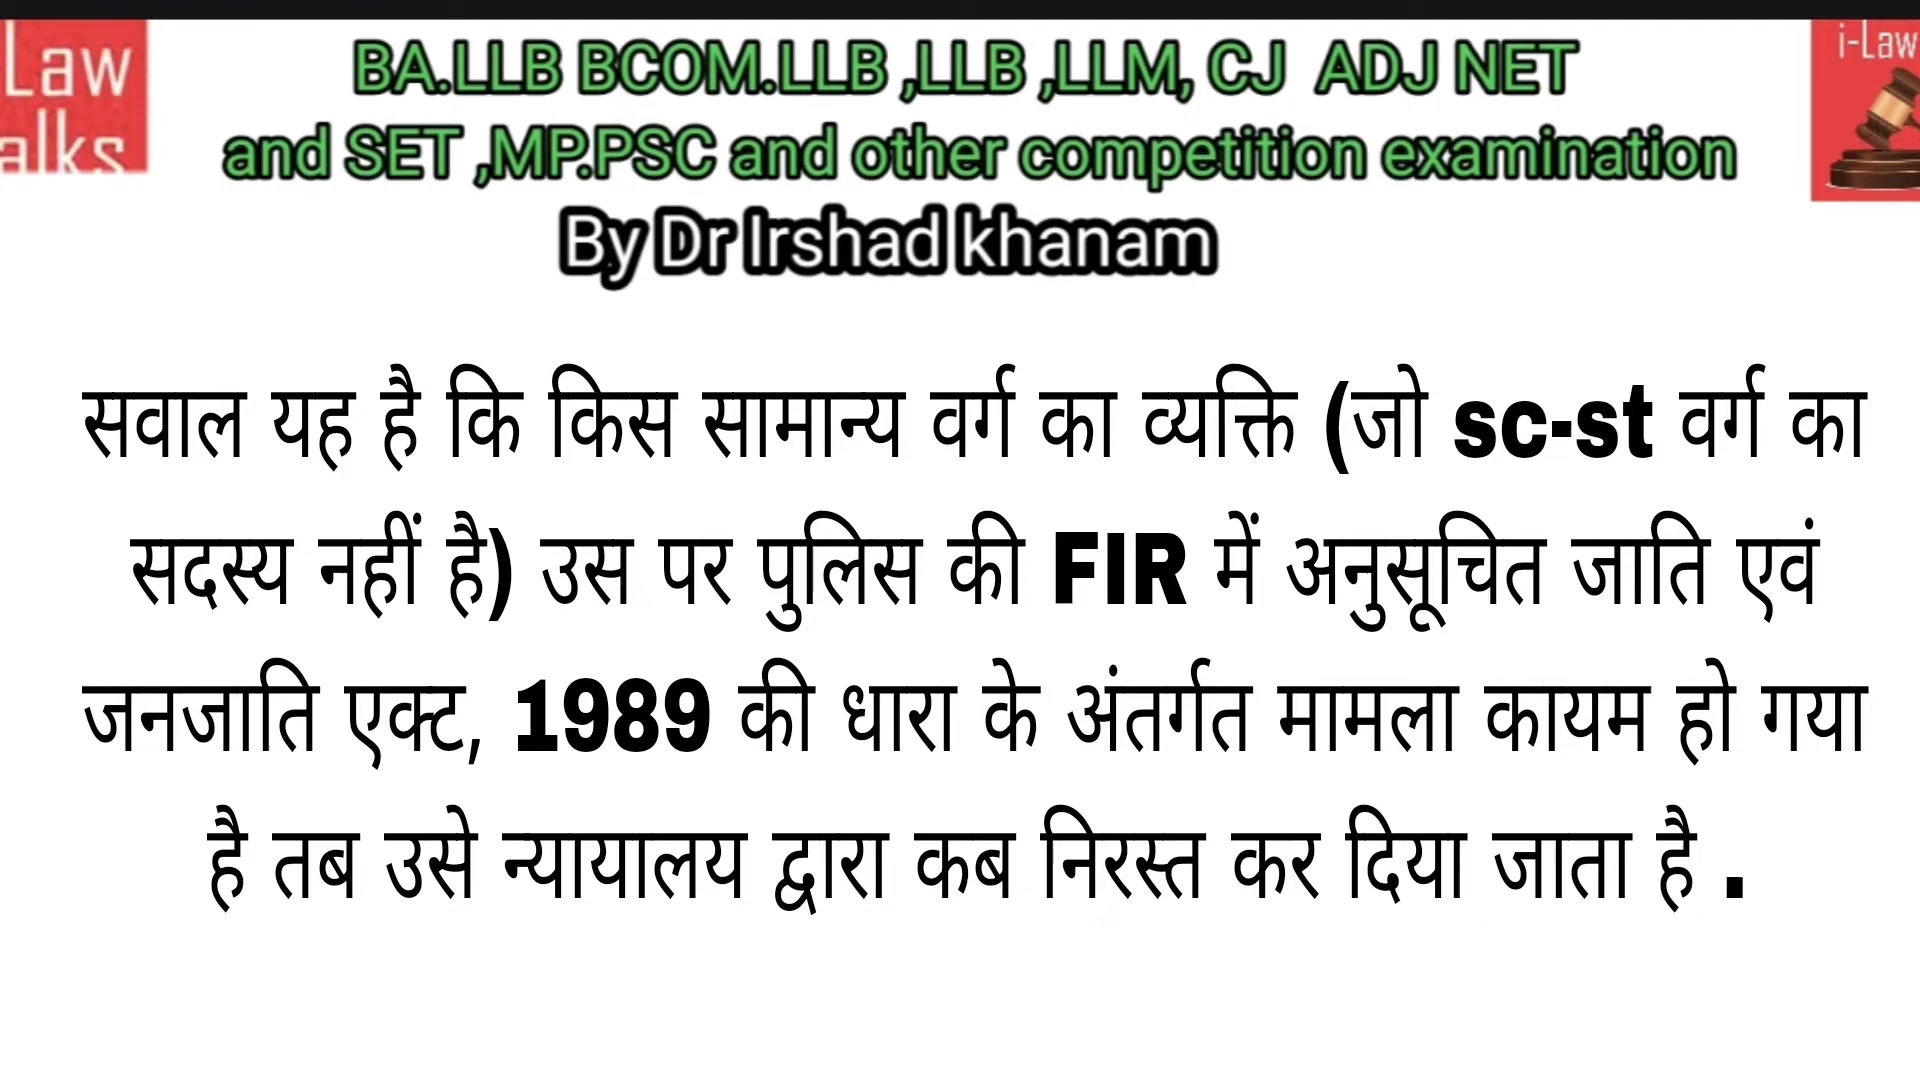 BA.LLB BCOM.LLB ,LLB ,LLM, CJ ADJ NET
and SET ,MP.PSC and other competition examination
By Dr Irshad khanam
Law
alks
i-Law
सवाल यह है कि किस सामान्य वर्ग का व्यक्ति (जो sc-st वर्ग का
सदस्य नहीं है) उस पर पुलिस की FIR में अनुसूचित जाति एवं
जनजाति एक्ट, 1989 की धारा के अंतर्गत मामला कायम हो गया
है तब उसे न्यायालय द्वारा कब निरस्त कर दिया जाता है .